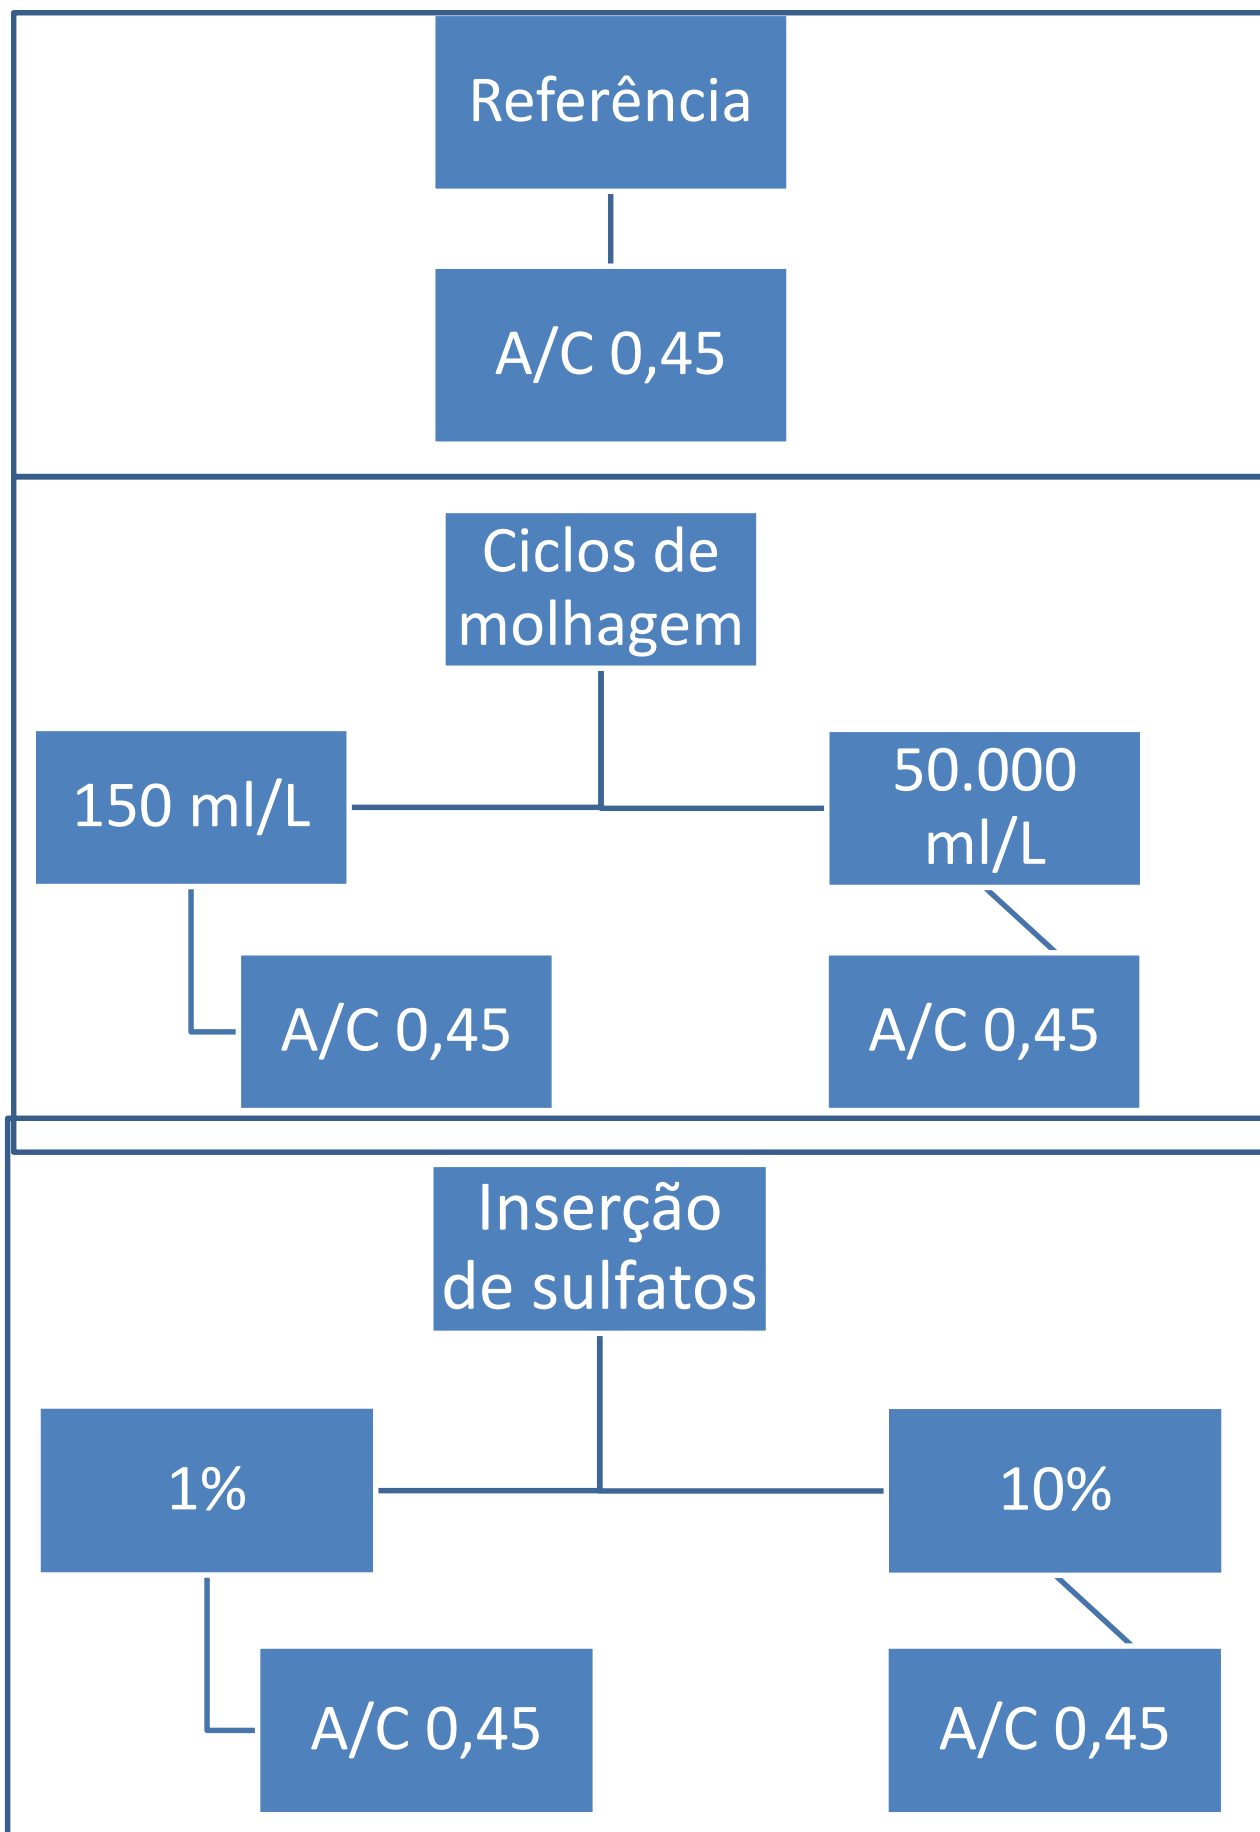 Referência
A/C 0,45
Ciclos de
molhagem
150 ml/L
50.000
ml/L
A/C 0,45
A/C 0,45
Inserção
de sulfatos
1%
10%
A/C 0,45
A/C 0,45